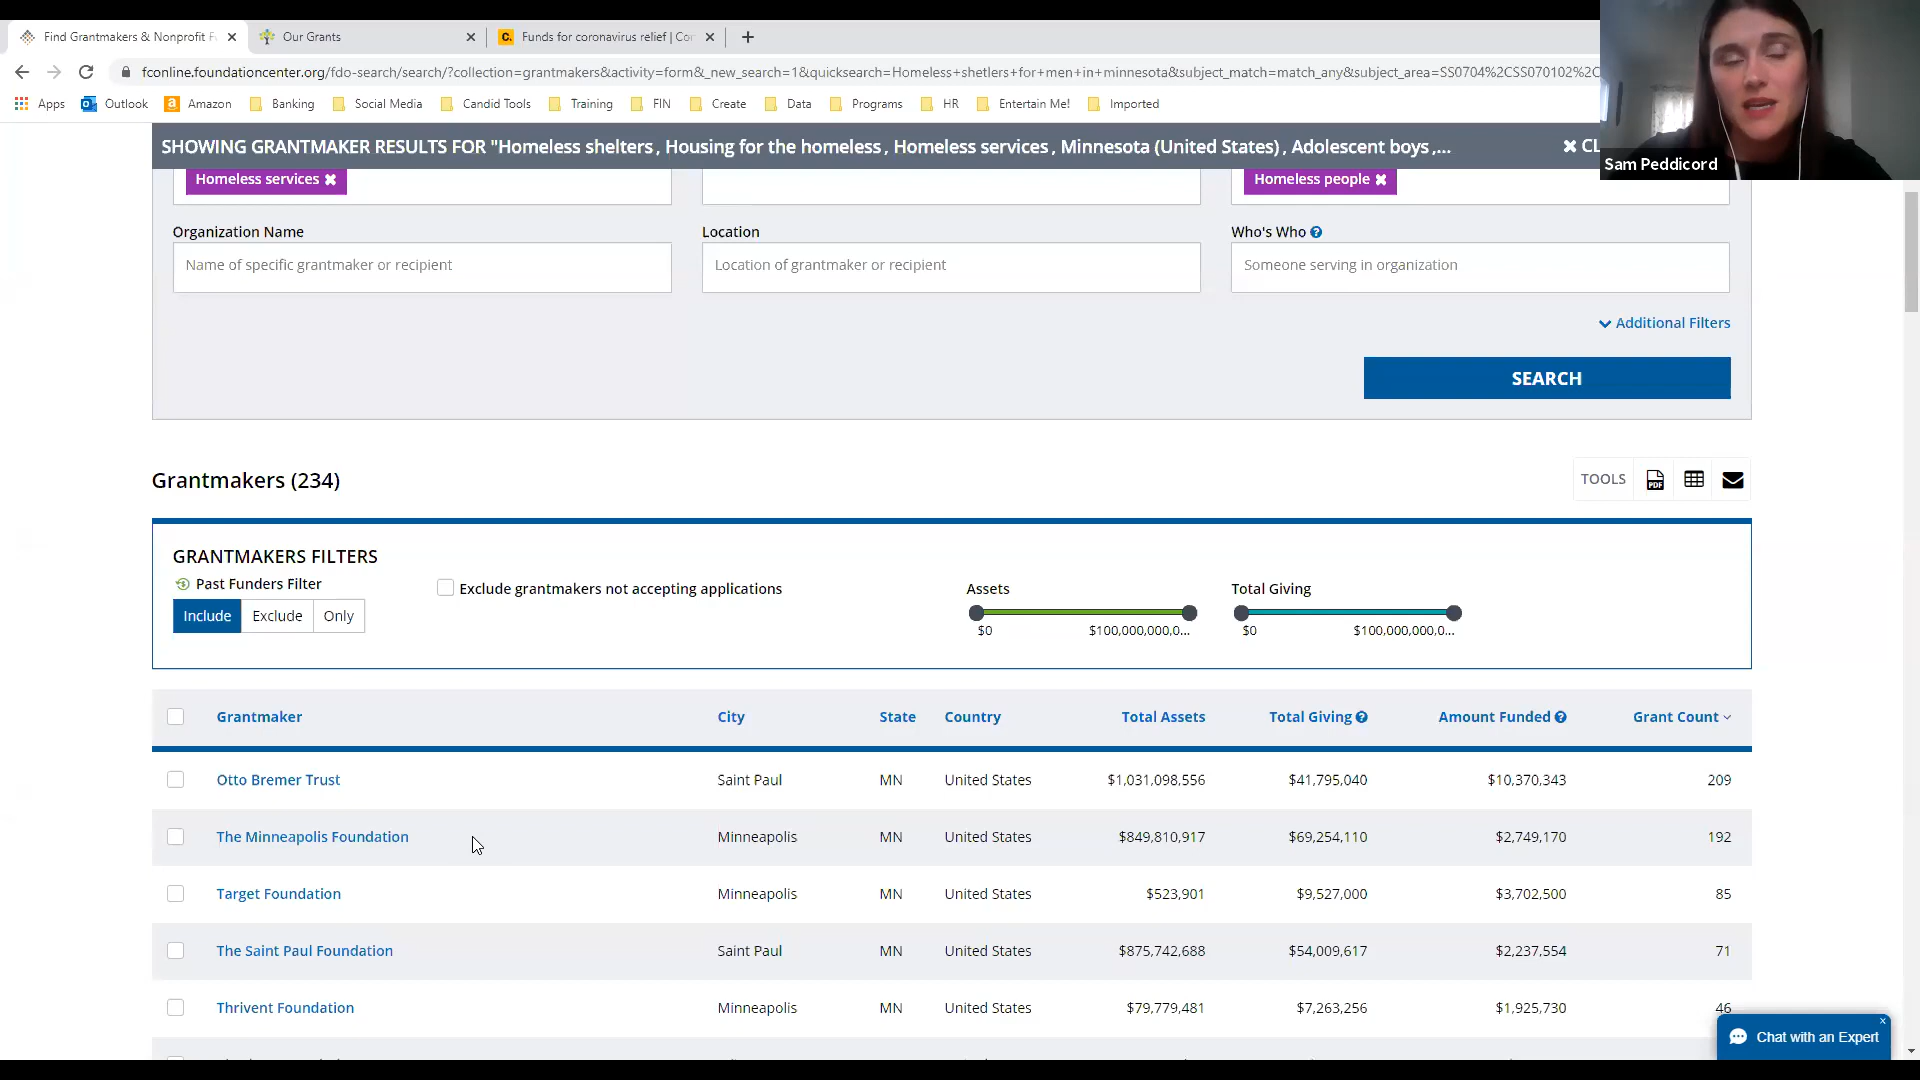 Find Grantmakers & Nonprofit F
Our Grants
Funds for coronavirus relief | Co
fconline.foundationcenter.org/fdo-search/search/?collection=grantmakers&activity=form&_new_search=1&quicksearch=Homeless+shetlers+for+men+in+minnesota&subject_match=match_any&subject_area=SS0704%2CSS070102%2C
Apps Outlook Amazon Banking Social Media Candid Tools Training FIN Create Data Programs HR Entertain Me! Imported
SHOWING GRANTMAKER RESULTS FOR "Homeless shelters, Housing for the homeless, Homeless services, Minnesota (United States), Adolescent boys,... CL
Sam Peddicord
Homeless services Homeless people
Organization Name Location Who's Who
Name of specific grantmaker or recipient Location of grantmaker or recipient Someone serving in organization
Additional Filters
SEARCH
Grantmakers (234) TOOLS PDF
GRANTMAKERS FILTERS
Past Funders Filter Exclude grantmakers not accepting applications Assets Total Giving
Include Exclude Only
$0 $100,000,000,0... $0 $100,000,000,0...
Grantmaker City State Country Total Assets Total Giving Amount Funded Grant Count
Otto Bremer Trust Saint Paul MN United States $1,031,098,556 $41,795,040 $10,370,343 209
The Minneapolis Foundation Minneapolis MN United States $849,810,917 $69,254,110 $2,749,170 192
Target Foundation Minneapolis MN United States $523,901 $9,527,000 $3,702,500 85
The Saint Paul Foundation Saint Paul MN United States $875,742,688 $54,009,617 $2,237,554 71
Thrivent Foundation Minneapolis MN United States $79,779,481 $7,263,256 $1,925,730 46
Chat with an Expert